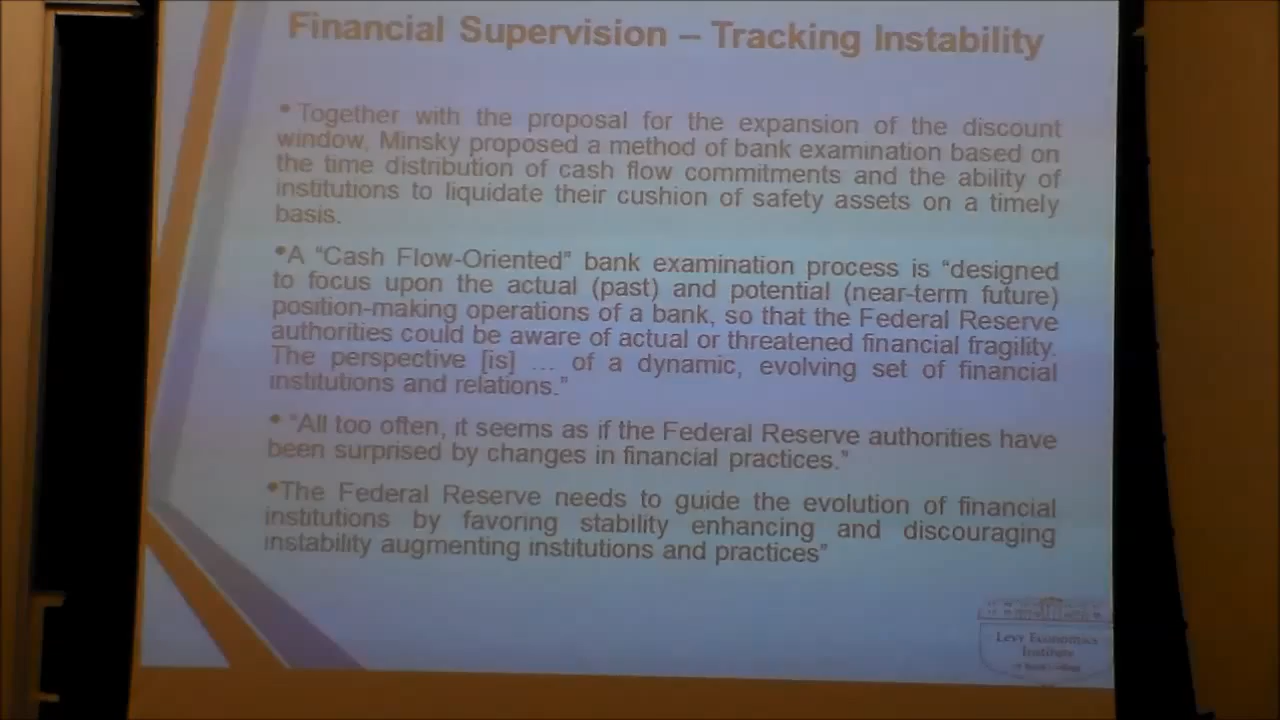 Financial Supervision – Tracking Instability
• Together with the proposal for the expansion of the discount
window, Minsky proposed a method of bank examination based on
the time distribution of cash flow commitments and the ability of
institutions to liquidate their cushion of safety assets on a timely
basis.
•A “Cash Flow-Oriented” bank examination process is “designed
to focus upon the actual (past) and potential (near-term future)
position-making operations of a bank, so that the Federal Reserve
authorities could be aware of actual or threatened financial fragility.
The perspective [is] … of a dynamic, evolving set of financial
institutions and relations.”
• “All too often, it seems as if the Federal Reserve authorities have
been surprised by changes in financial practices.”
•The Federal Reserve needs to guide the evolution of financial
institutions by favoring stability enhancing and discouraging
instability augmenting institutions and practices”
Levy Economics
Institute